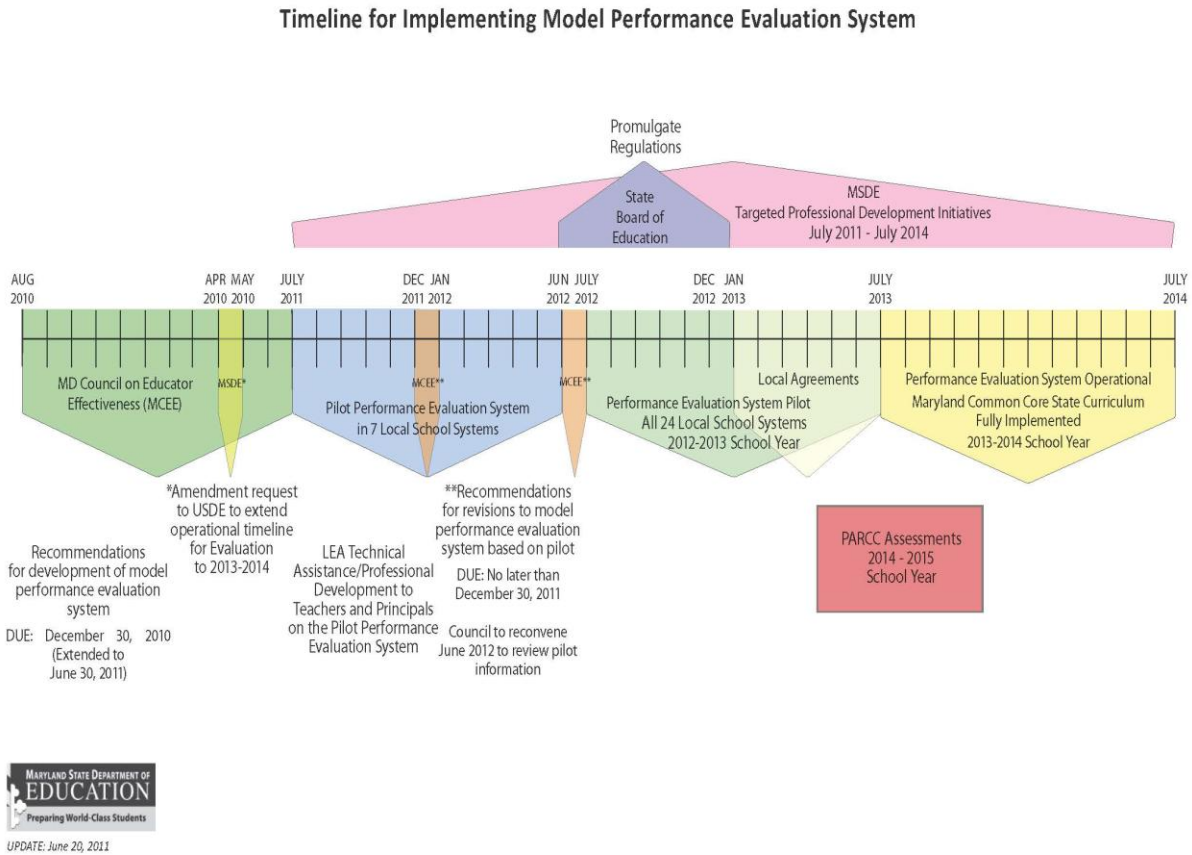 Timeline for Implementing Model Performance Evaluation System
Promulgate
Regulations
State
Board of
Education
MSDE
Targeted Professional Development Initiatives
July 2011 - July 2014
AUG
2010
APR MAY
2010 2010
JULY
2011
DEC JAN
2011 2012
JUN JULY
2012 2012
DEC JAN
2012 2013
JULY
2013
JULY
2014
MD Council on Educator
Effectiveness (MCEE)
MSDE*
Pilot Performance Evaluation System
in 7 Local School Systems
MCEE**
MCEE**
Performance Evaluation System Pilot
All 24 Local School Systems
2012-2013 School Year
Local Agreements
Performance Evaluation System Operational
Maryland Common Core State Curriculum
Fully Implemented
2013-2014 School Year
Recommendations
for development of model
performance evaluation
system
DUE: December 30, 2010
(Extended to
June 30, 2011)
*Amendment request
to USDE to extend
operational timeline
for Evaluation
to 2013-2014
LEA Technical
Assistance/Professional
Development to
Teachers and Principals
on the Pilot Performance
Evaluation System
**Recommendations
for revisions to model
performance evaluation
system based on pilot
DUE: No later than
December 30, 2011
Council to reconvene
June 2012 to review pilot
information
PARCC Assessments
2014 - 2015
School Year
MARYLAND STATE DEPARTMENT OF
EDUCATION
Preparing World-Class Students
UPDATE: June 20, 2011